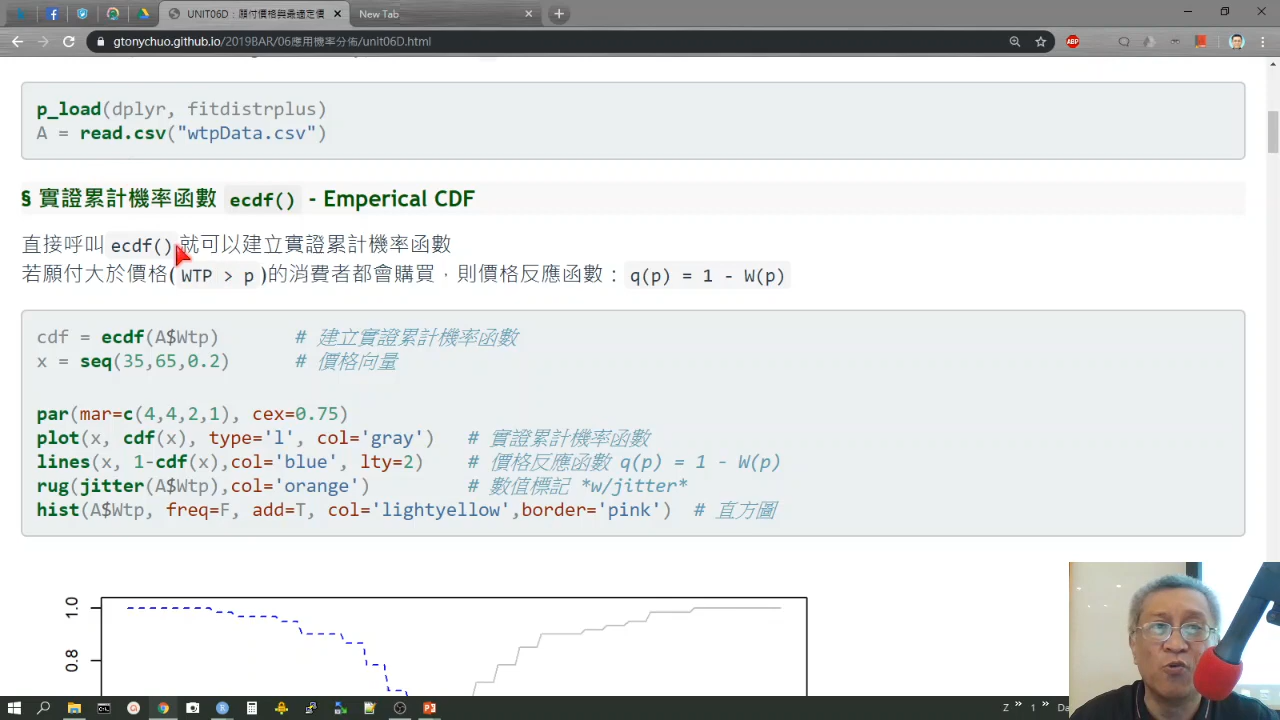 UNIT06D：願付價格與最適定價
New Tab
gtonychuo.github.io/2019BAR/06應用機率分佈/unit06D.html
ABP
p_load(dplyr, fitdistrplus)
A = read.csv("wtpData.csv")
§ 實證累計機率函數 ecdf() - Emperical CDF
直接呼叫 ecdf() 就可以建立實證累計機率函數
若願付大於價格( WTP > p )的消費者都會購買，則價格反應函數： q(p) = 1 - W(p)
cdf = ecdf(A$Wtp) # 建立實證累計機率函數
x = seq(35,65,0.2) # 價格向量
par(mar=c(4,4,2,1), cex=0.75)
plot(x, cdf(x), type='l', col='gray') # 實證累計機率函數
lines(x, 1-cdf(x),col='blue', lty=2) # 價格反應函數 q(p) = 1 - W(p)
rug(jitter(A$Wtp),col='orange') # 數值標記 *w/jitter*
hist(A$Wtp, freq=F, add=T, col='lightyellow',border='pink') # 直方圖
1.0
0.8
Z » 1 » Da